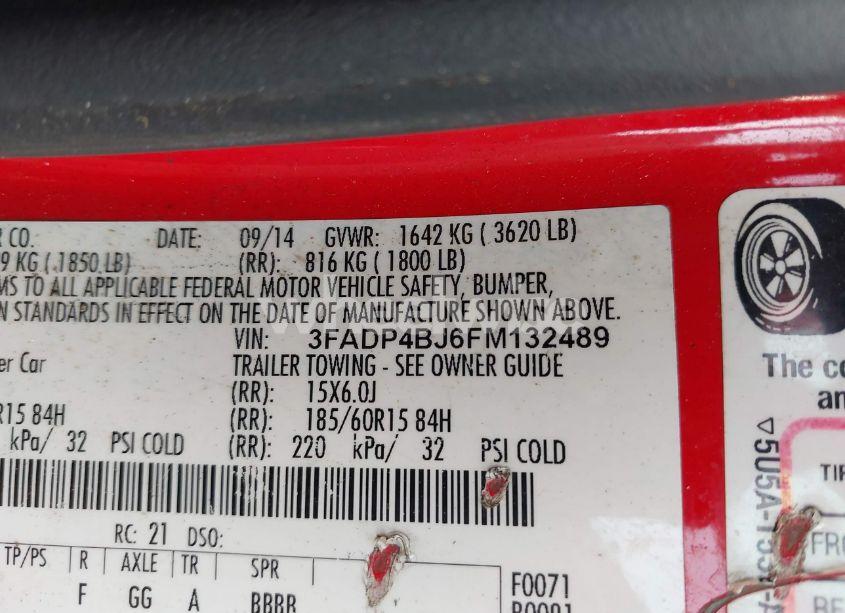 R CO. DATE: 09/14 GVWR: 1642 KG ( 3620 LB)
9 KG ( 1850 LB) (RR): 816 KG ( 1800 LB)
MS TO ALL APPLICABLE FEDERAL MOTOR VEHICLE SAFETY, BUMPER,
N STANDARDS IN EFFECT ON THE DATE OF MANUFACTURE SHOWN ABOVE.
VIN: 3FADP4BJ6FM132489
er Car TRAILER TOWING - SEE OWNER GUIDE
(RR): 15X6.0J
R15 84H (RR): 185/60R15 84H
kPa/ 32 PSI COLD (RR): 220 kPa/ 32 PSI COLD
RC: 21 DSO:
TP/PS R AXLE TR SPR
F GG A BBBB
F0071
The co
an
TIR
FRO